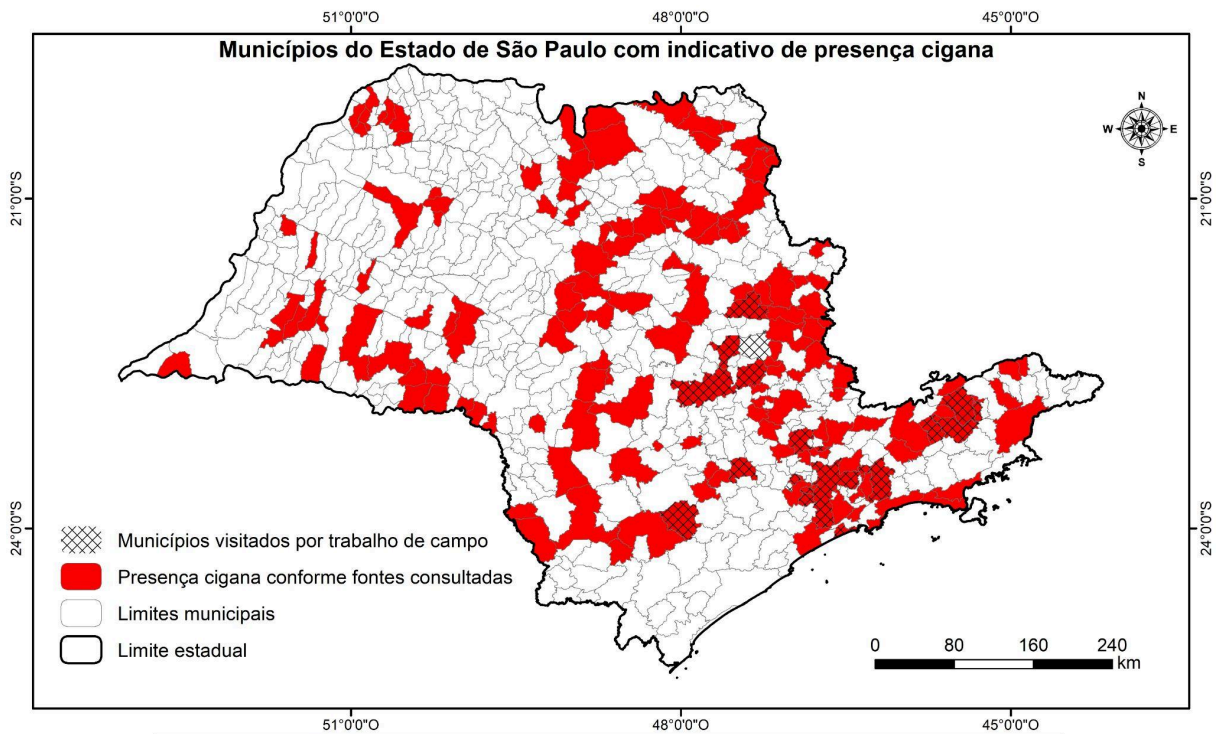 51°0'0"O 48°0'0"O 45°0'0"O
Municípios do Estado de São Paulo com indicativo de presença cigana
N
W E
S
21°0'0"S 21°0'0"S
24°0'0"S 24°0'0"S
Municípios visitados por trabalho de campo
Presença cigana conforme fontes consultadas
Limites municipais
Limite estadual
0 80 160 240
km
51°0'0"O 48°0'0"O 45°0'0"O